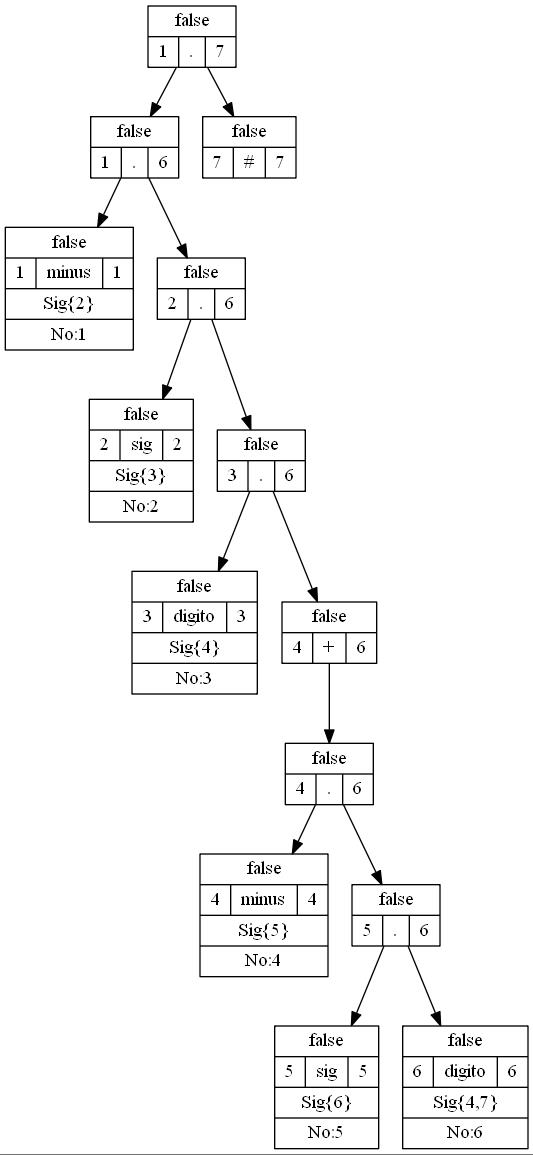 false
1 . 7
false
1 . 6
false
7 # 7
false
1 minus 1
Sig{2}
No:1
false
2 . 6
false
2 sig 2
Sig{3}
No:2
false
3 . 6
false
3 digito 3
Sig{4}
No:3
false
4 + 6
false
4 . 6
false
4 minus 4
Sig{5}
No:4
false
5 . 6
false
5 sig 5
Sig{6}
No:5
false
6 digito 6
Sig{4,7}
No:6